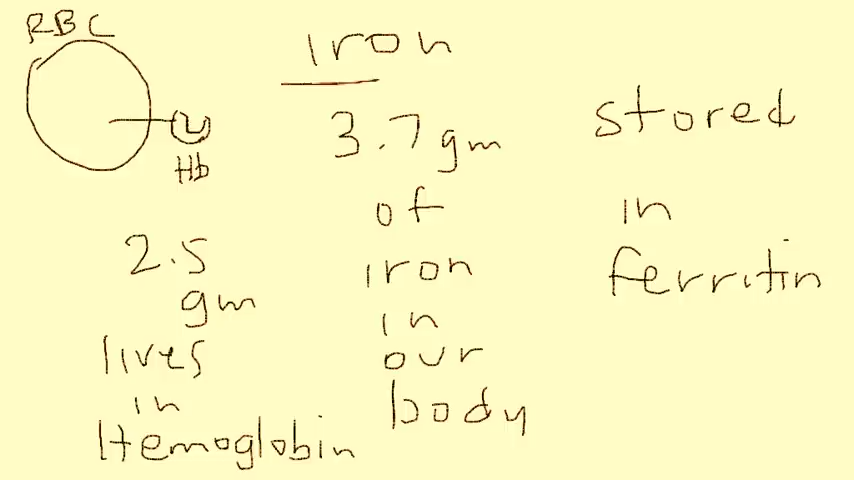 RBC
Hb
2.5
gm
lives
in
Hemoglobin
iron
3.7 gm
of
iron
in
our
body
stored
in
ferritin